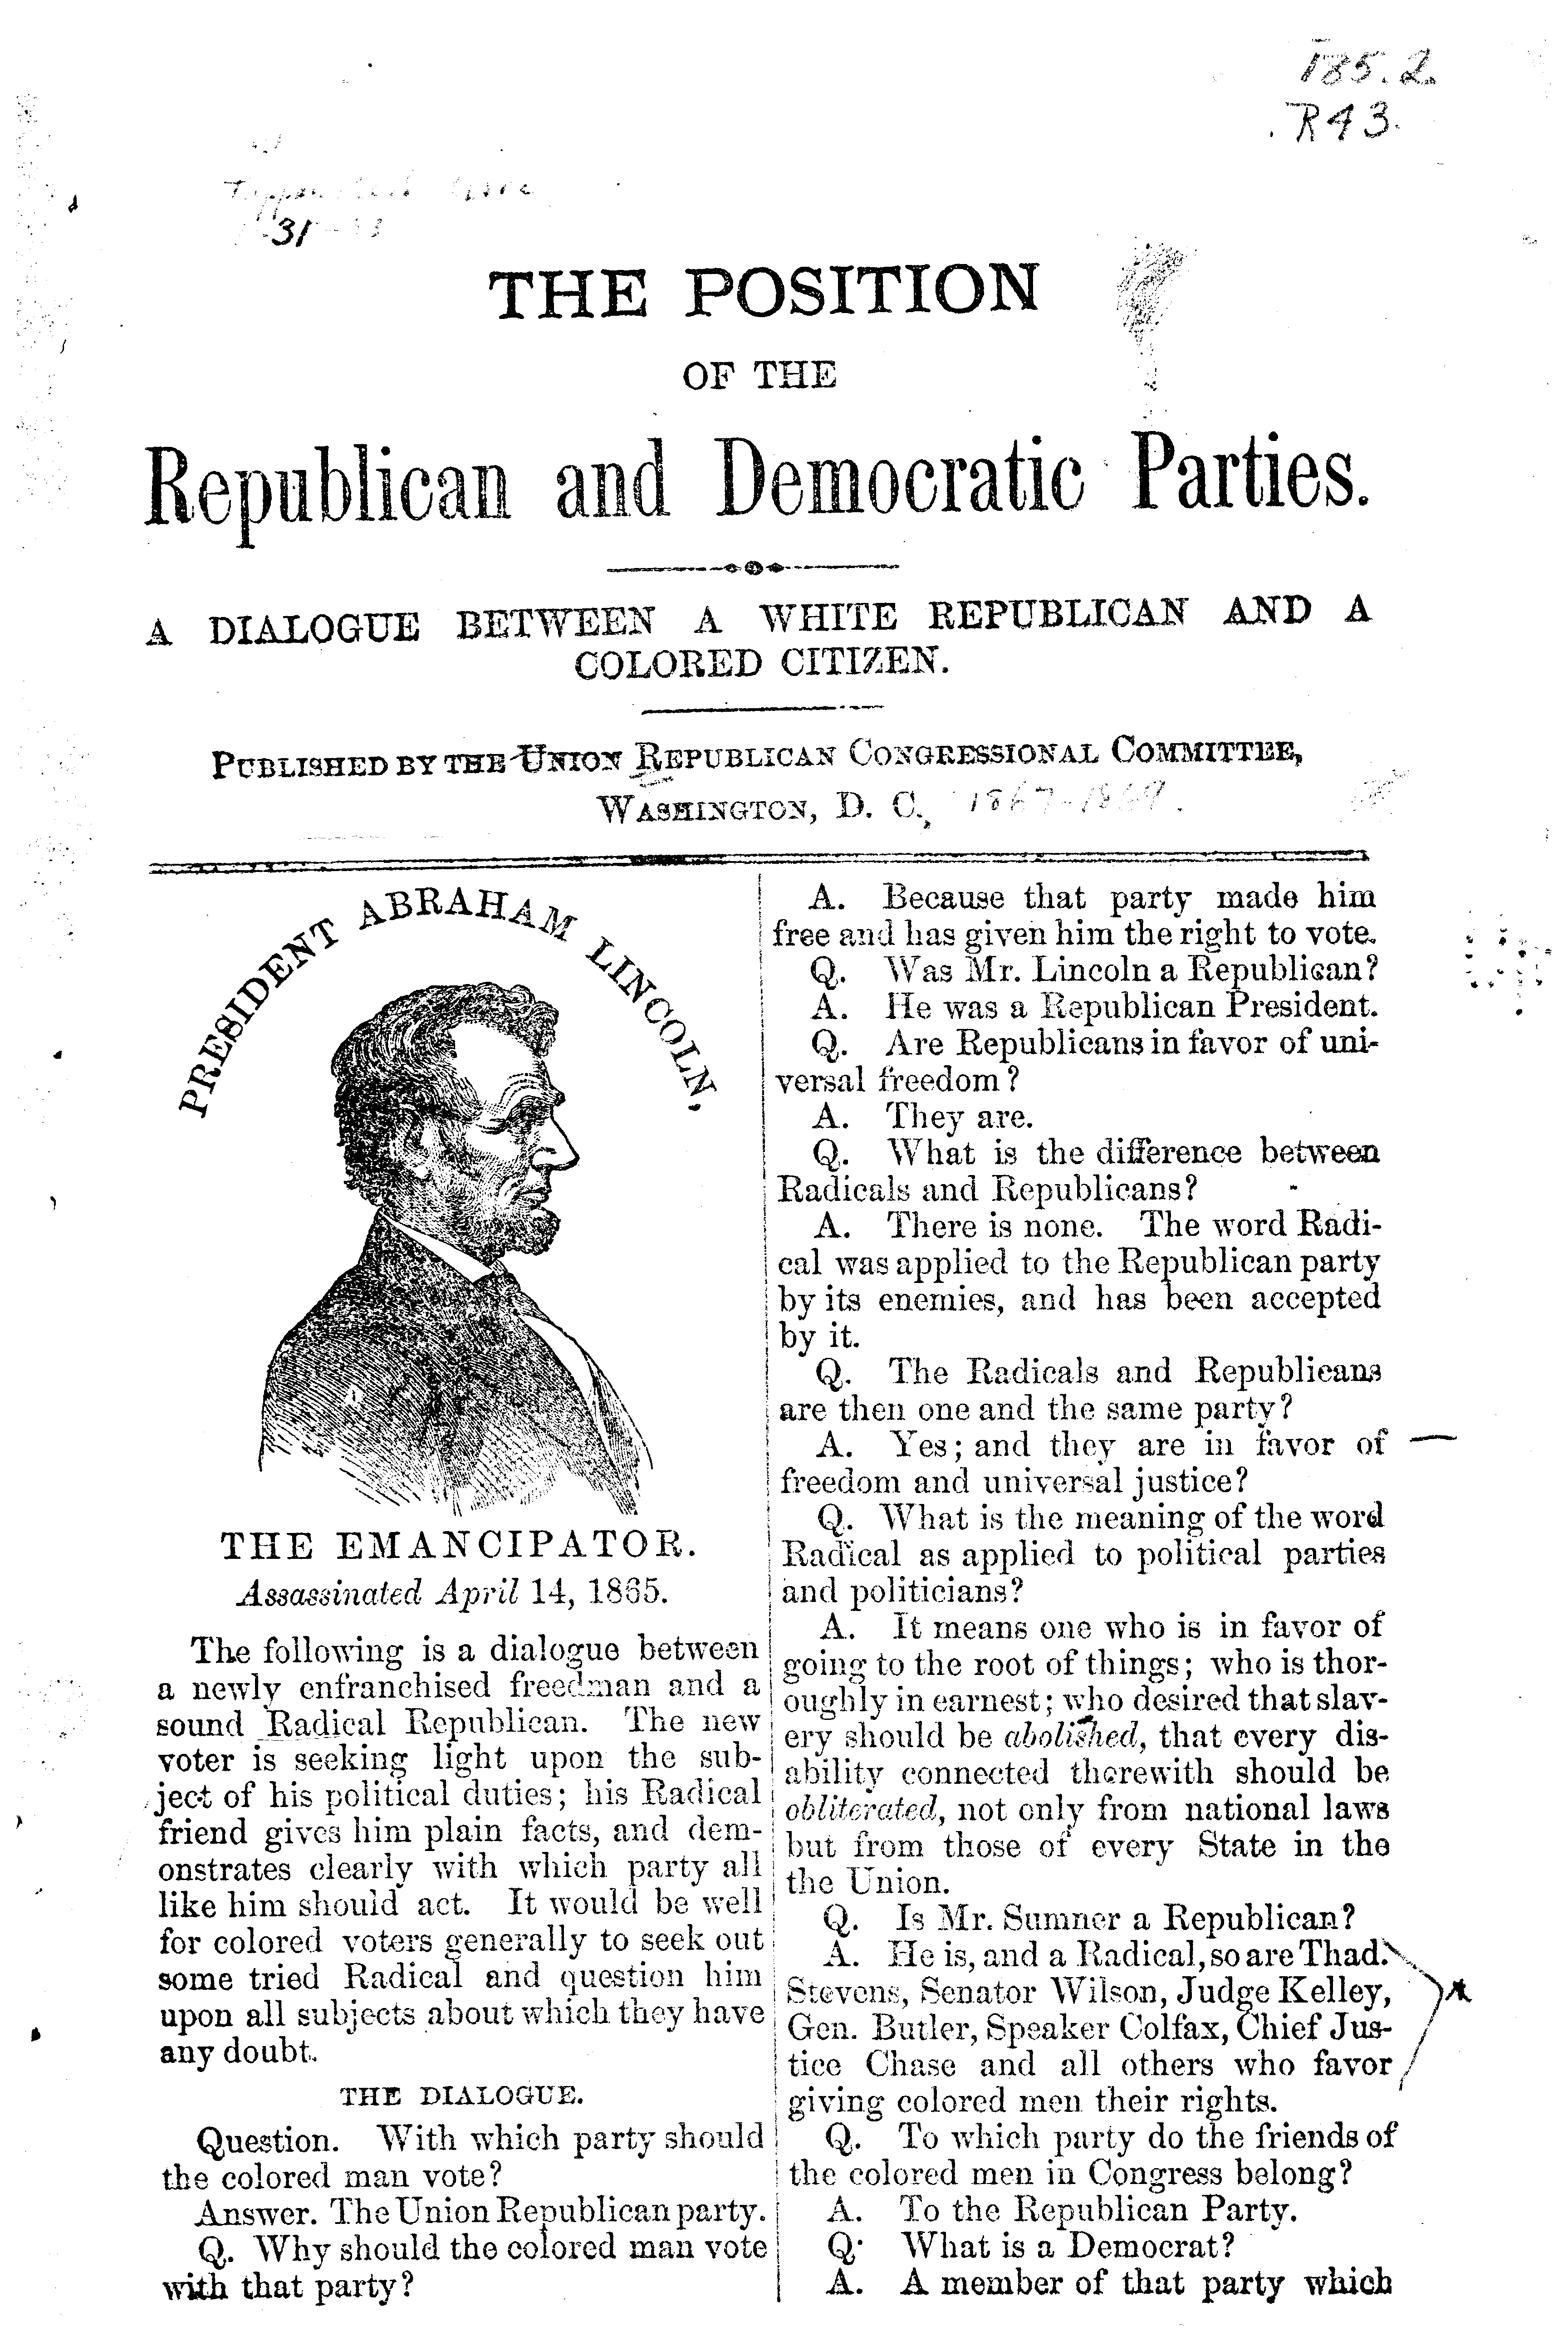 185.2
R43
31
THE POSITION
OF THE
Republican and Democratic Parties.
A DIALOGUE BETWEEN A WHITE REPUBLICAN AND A
COLORED CITIZEN.
PUBLISHED BY THE UNION REPUBLICAN CONGRESSIONAL COMMITTEE,
WASHINGTON, D. C., 1867-1869.
PRESIDENT ABRAHAM LINCOLN,
THE EMANCIPATOR.
Assassinated April 14, 1865.
The following is a dialogue between
a newly enfranchised freedman and a
sound Radical Republican. The new
voter is seeking light upon the sub-
ject of his political duties; his Radical
friend gives him plain facts, and dem-
onstrates clearly with which party all
like him should act. It would be well
for colored voters generally to seek out
some tried Radical and question him
upon all subjects about which they have
any doubt.
THE DIALOGUE.
Question. With which party should
the colored man vote?
Answer. The Union Republican party.
Q. Why should the colored man vote
with that party?
A. Because that party made him
free and has given him the right to vote.
Q. Was Mr. Lincoln a Republican?
A. He was a Republican President.
Q. Are Republicans in favor of uni-
versal freedom?
A. They are.
Q. What is the difference between
Radicals and Republicans?
A. There is none. The word Radi-
cal was applied to the Republican party
by its enemies, and has been accepted
by it.
Q. The Radicals and Republicans
are then one and the same party?
A. Yes; and they are in favor of
freedom and universal justice?
Q. What is the meaning of the word
Radical as applied to political parties
and politicians?
A. It means one who is in favor of
going to the root of things; who is thor-
oughly in earnest; who desired that slav-
ery should be abolished, that every dis-
ability connected therewith should be
obliterated, not only from national laws
but from those of every State in the
the Union.
Q. Is Mr. Sumner a Republican?
A. He is, and a Radical, so are Thad.
Stevens, Senator Wilson, Judge Kelley,
Gen. Butler, Speaker Colfax, Chief Jus-
tice Chase and all others who favor
giving colored men their rights.
Q. To which party do the friends of
the colored men in Congress belong?
A. To the Republican Party.
Q. What is a Democrat?
A. A member of that party which